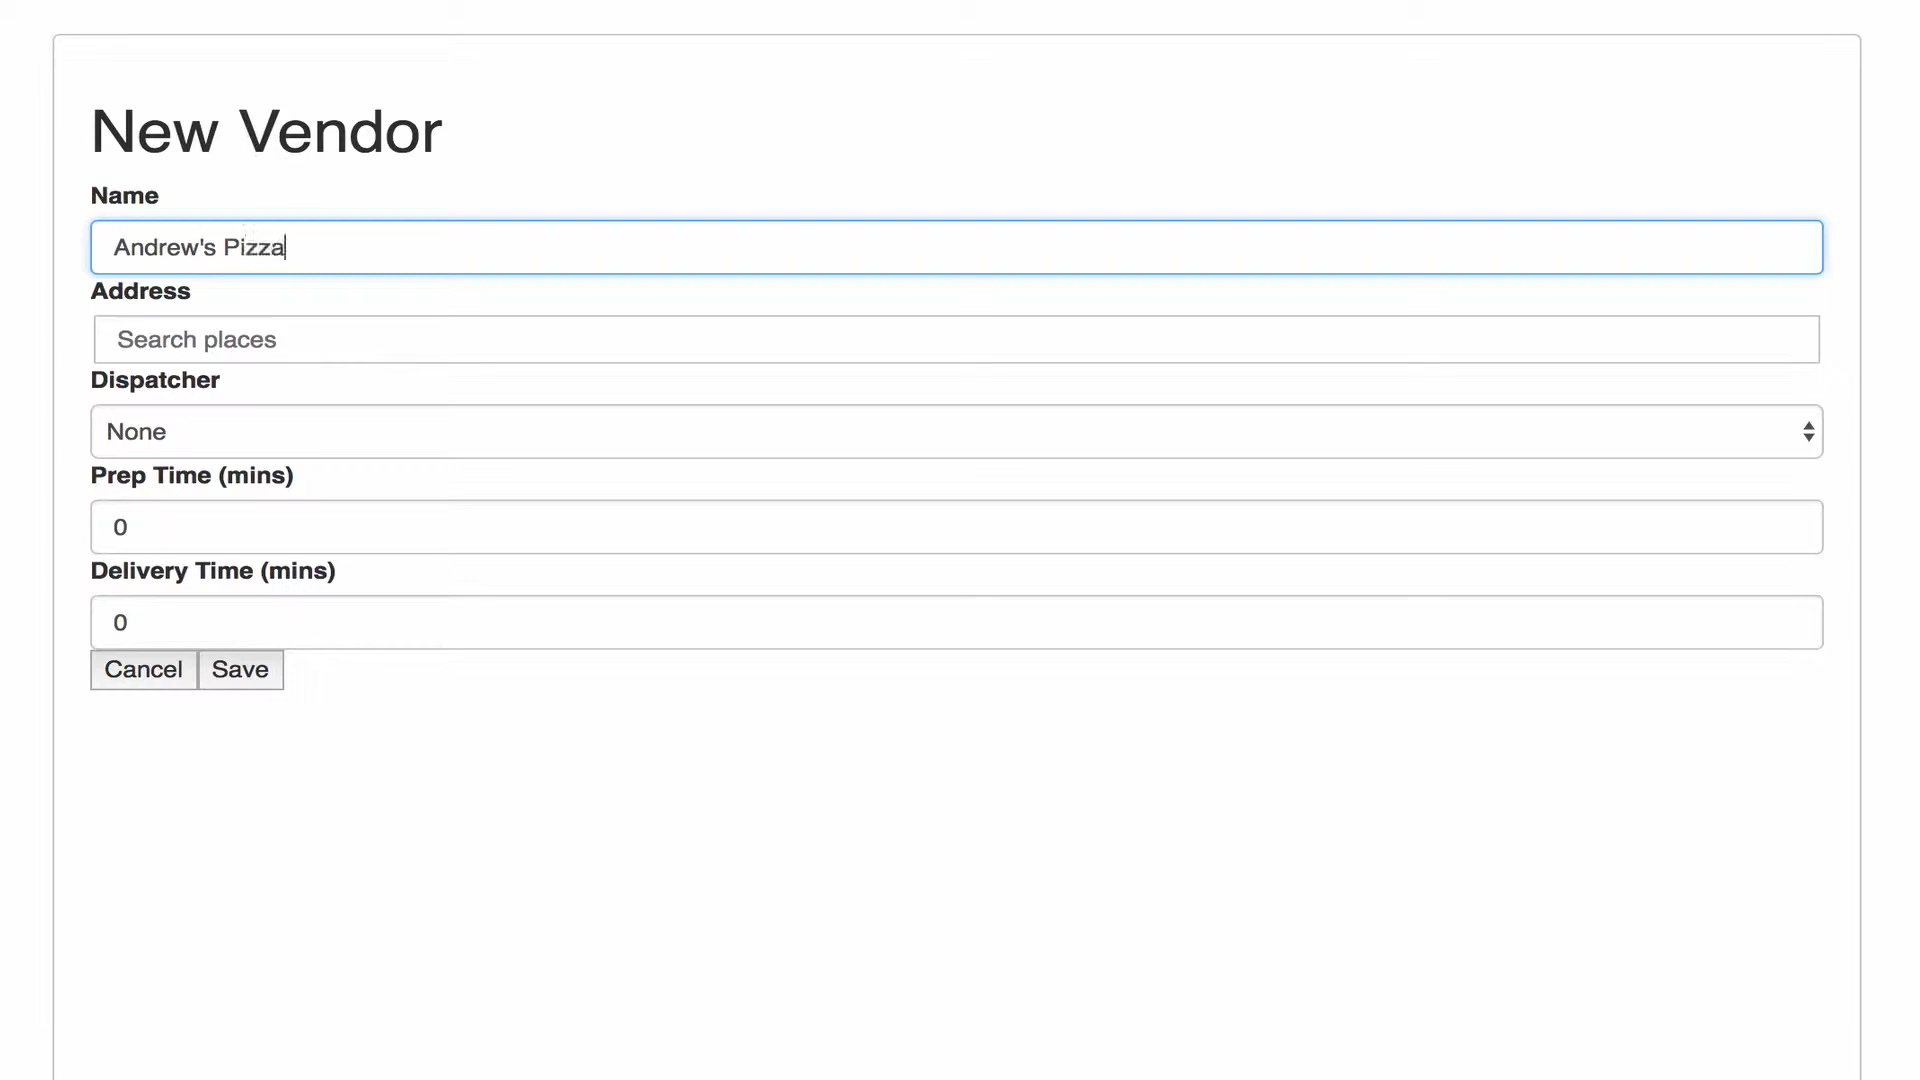 New Vendor
Name
Andrew's Pizza
Address
Search places
Dispatcher
None
Prep Time (mins)
0
Delivery Time (mins)
0
Cancel Save